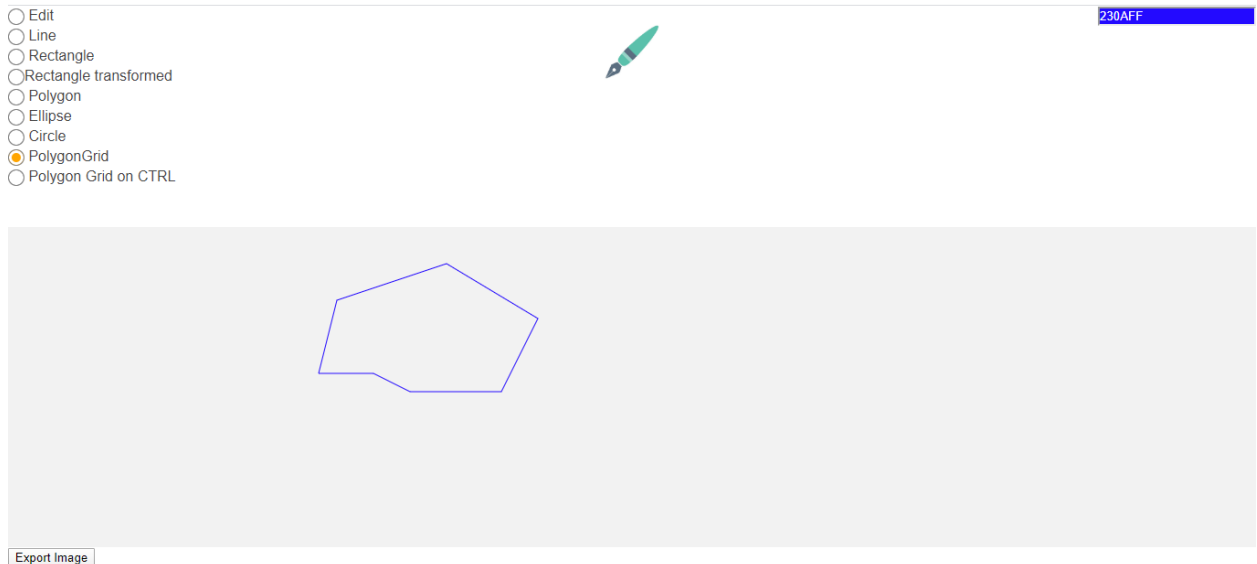 Edit
230AFF
Line
Rectangle
Rectangle transformed
Polygon
Ellipse
Circle
PolygonGrid
Polygon Grid on CTRL
Export Image